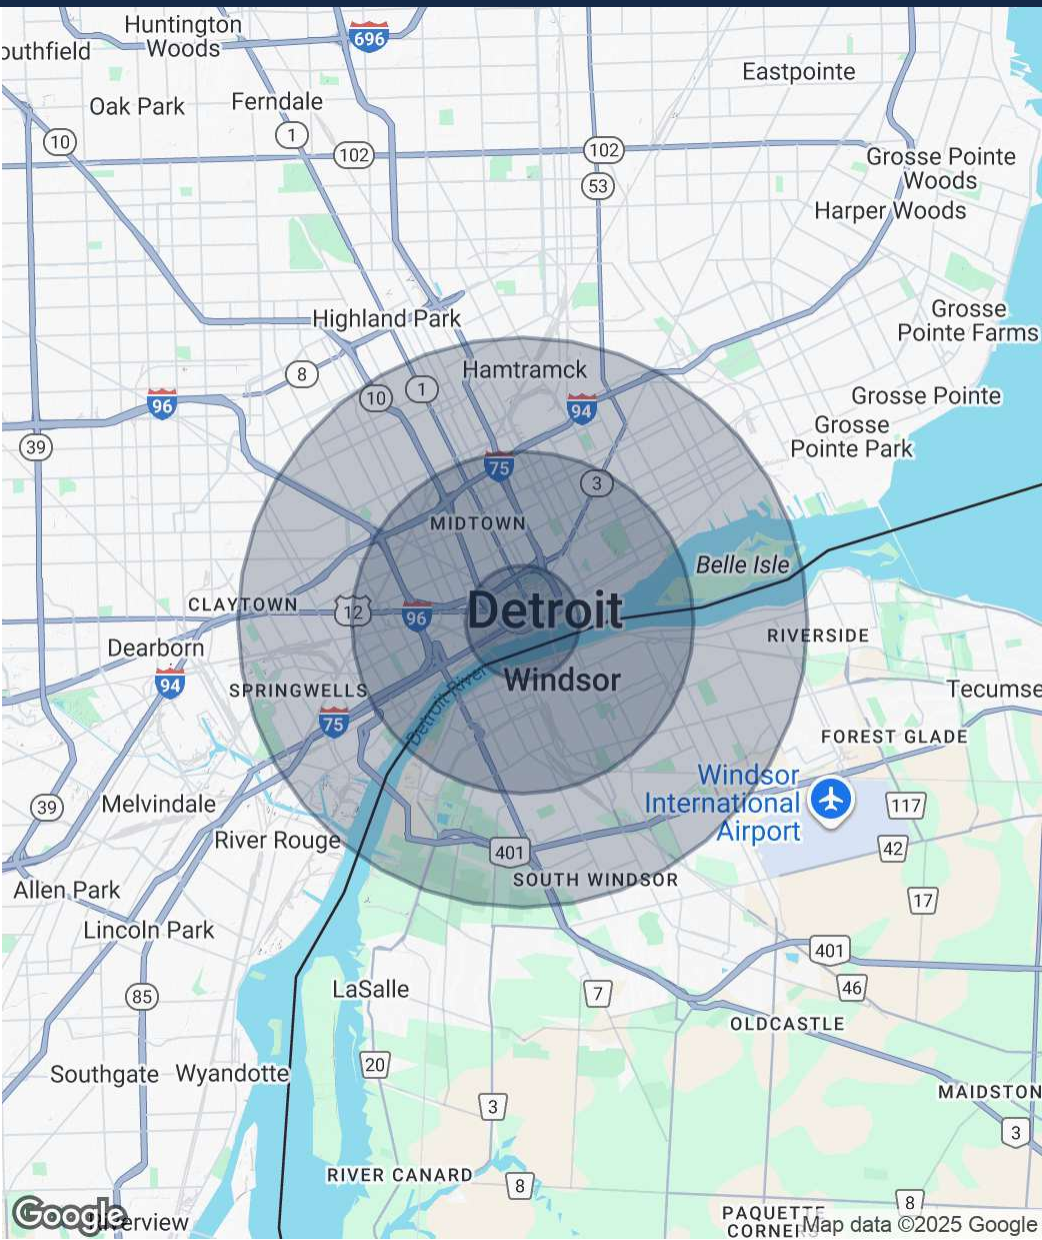 Huntington
Woods
outhfield
696
Eastpointe
Oak Park
Ferndale
10
1
102
102
Grosse Pointe
Woods
53
Harper Woods
Grosse
Pointe Farms
Highland Park
8
Hamtramck
10
1
96
94
Grosse Pointe
Grosse
Pointe Park
39
75
3
MIDTOWN
Belle Isle
CLAYTOWN
12
96
Detroit
RIVERSIDE
Dearborn
94
SPRINGWELLS
Windsor
Detroit River
Tecumse
75
FOREST GLADE
Windsor
International
Airport
39
Melvindale
117
River Rouge
42
401
SOUTH WINDSOR
Allen Park
17
Lincoln Park
401
LaSalle
46
85
7
OLDCASTLE
20
Southgate
Wyandotte
MAIDSTON
3
3
RIVER CANARD
8
8
PAQUETTE
CORNER
Google
Riverview
Map data ©2025 Google